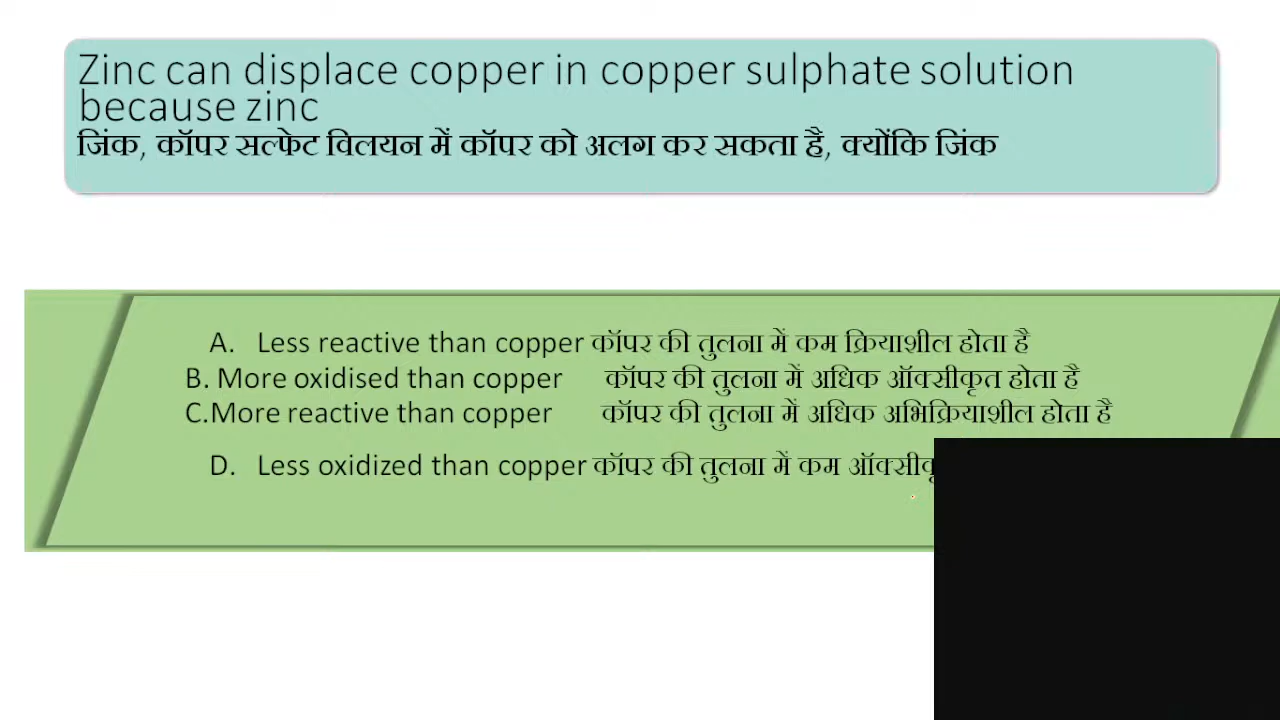 Zinc can displace copper in copper sulphate solution
because zinc
जिंक, कॉपर सल्फेट विलयन में कॉपर को अलग कर सकता है, क्योंकि जिंक
A. Less reactive than copper कॉपर की तुलना में कम क्रियाशील होता है
B. More oxidised than copper कॉपर की तुलना में अधिक ऑक्सीकृत होता है
C.More reactive than copper कॉपर की तुलना में अधिक अभिक्रियाशील होता है
D. Less oxidized than copper कॉपर की तुलना में कम